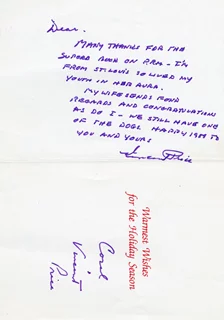 Dear.
MANY THANKS FOR THE
SUPERB BOOK ON
FROM ST. LOUIS SO LOVED MY
YOUTH IN HER AURA.
MY WIFE SENDS FOND
REGARDS AND CONGRATULATIONS
AS DO I - WE STILL HAVE ONE
OF THE DOGS. HAPPY TO
YOU AND YOURS
Vincent Price
Warmest Wishes
for the Holiday Season
Coral
Vincent
Price